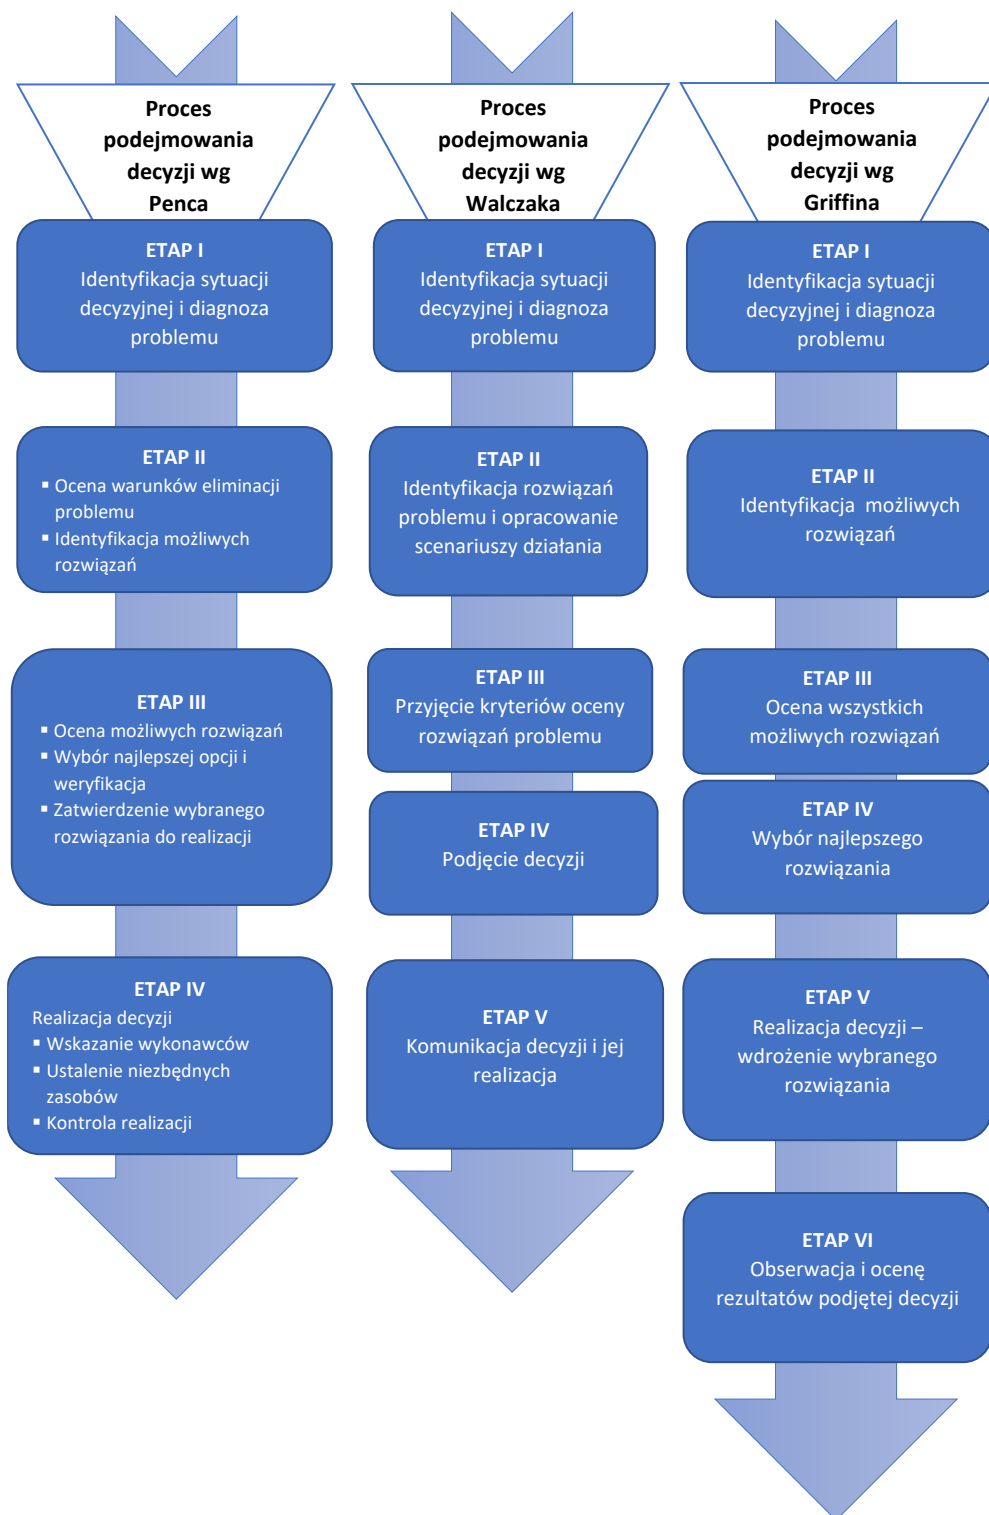 Proces
podejmowania
decyzji wg
Penca
ETAP I
Identyfikacja sytuacji
decyzyjnej i diagnoza
problemu
ETAP II
▪ Ocena warunków eliminacji
problemu
▪ Identyfikacja możliwych
rozwiązań
ETAP III
▪ Ocena możliwych rozwiązań
▪ Wybór najlepszej opcji i
weryfikacja
▪ Zatwierdzenie wybranego
rozwiązania do realizacji
ETAP IV
Realizacja decyzji
▪ Wskazanie wykonawców
▪ Ustalenie niezbędnych
zasobów
▪ Kontrola realizacji
Proces
podejmowania
decyzji wg
Walczaka
ETAP I
Identyfikacja sytuacji
decyzyjnej i diagnoza
problemu
ETAP II
Identyfikacja rozwiązań
problemu i opracowanie
scenariuszy działania
ETAP III
Przyjęcie kryteriów oceny
rozwiązań problemu
ETAP IV
Podjęcie decyzji
ETAP V
Komunikacja decyzji i jej
realizacja
Proces
podejmowania
decyzji wg
Griffina
ETAP I
Identyfikacja sytuacji
decyzyjnej i diagnoza
problemu
ETAP II
Identyfikacja możliwych
rozwiązań
ETAP III
Ocena wszystkich
możliwych rozwiązań
ETAP IV
Wybór najlepszego
rozwiązania
ETAP V
Realizacja decyzji –
wdrożenie wybranego
rozwiązania
ETAP VI
Obserwacja i ocenę
rezultatów podjętej decyzji